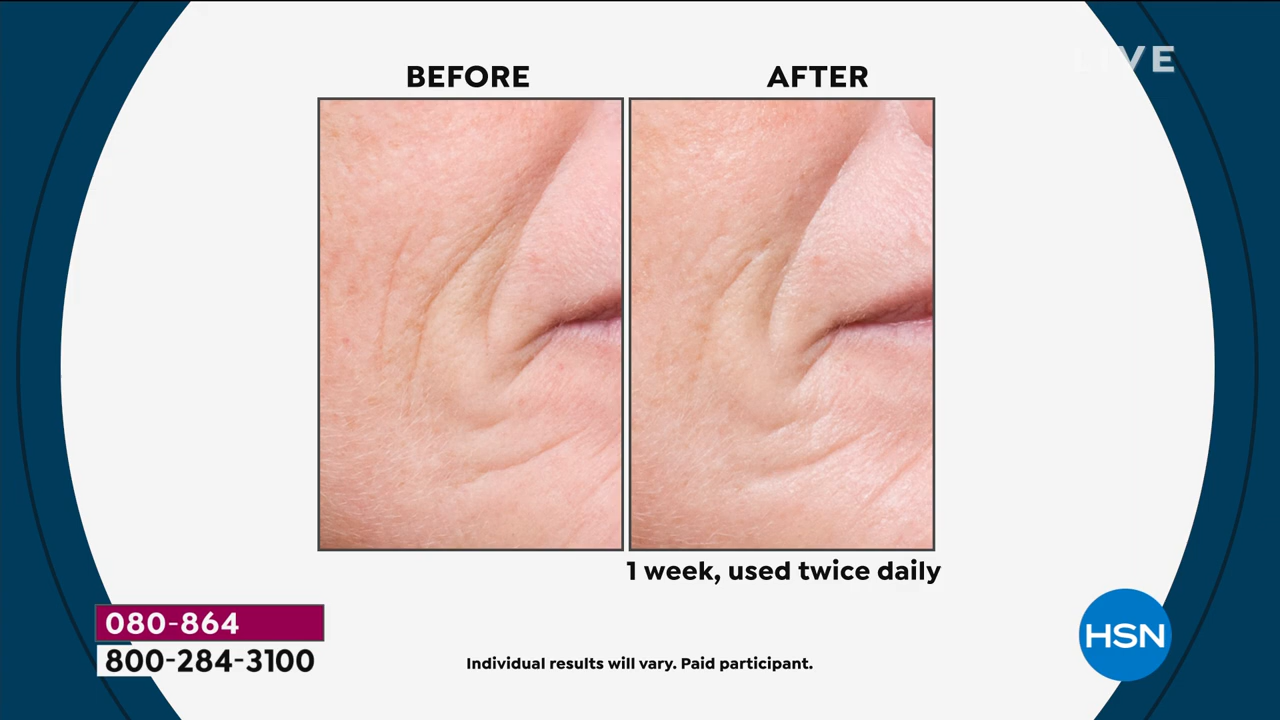 LIVE
BEFORE
AFTER
1 week, used twice daily
080-864
800-284-3100
Individual results will vary. Paid participant.
HSN